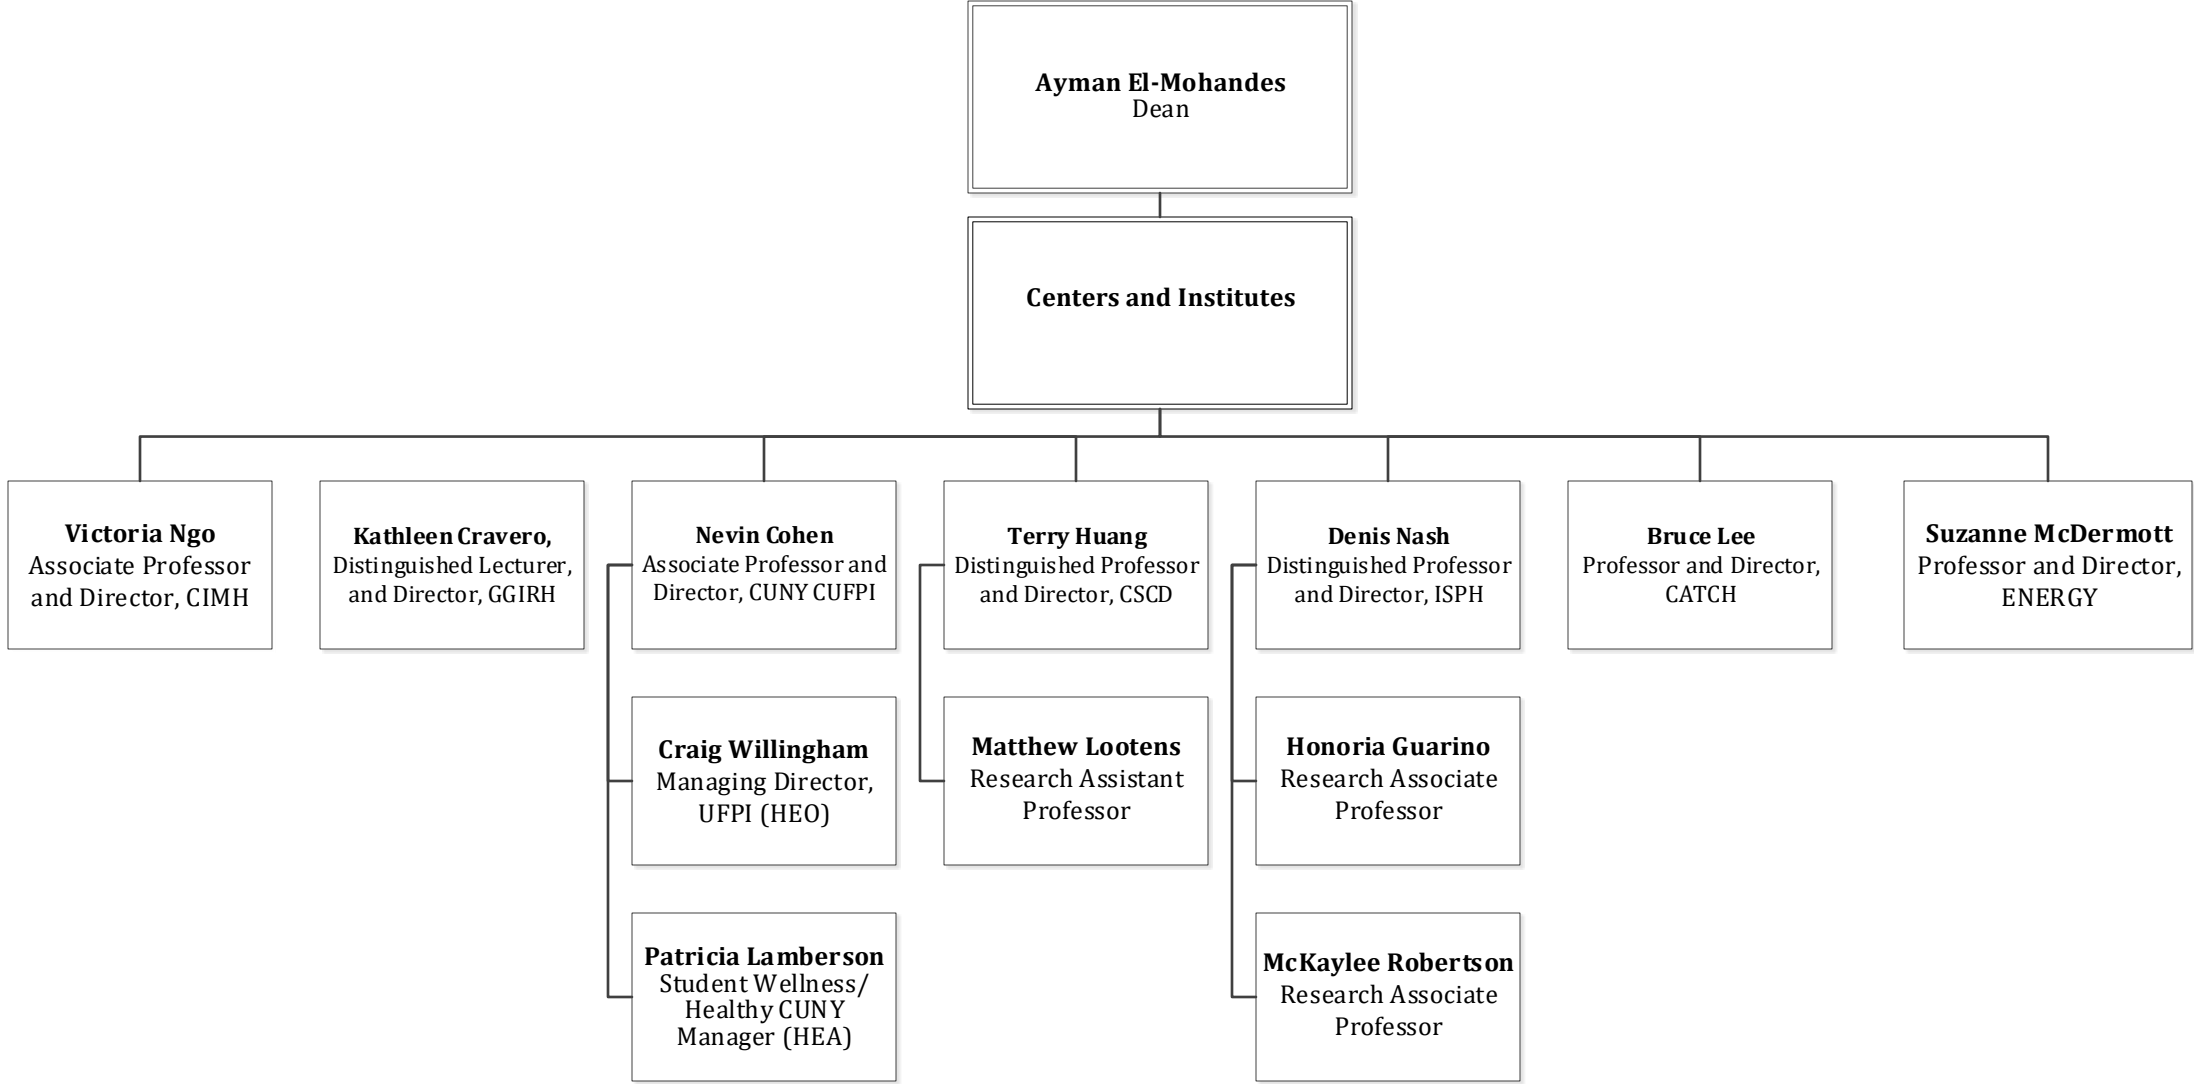 Ayman El-Mohandes
Dean
Centers and Institutes
Victoria Ngo
Associate Professor
and Director, CIMH
Kathleen Cravero,
Distinguished Lecturer,
and Director, GGIRH
Nevin Cohen
Associate Professor and
Director, CUNY CUFPI
Terry Huang
Distinguished Professor
and Director, CSCD
Denis Nash
Distinguished Professor
and Director, ISPH
Bruce Lee
Professor and Director,
CATCH
Suzanne McDermott
Professor and Director,
ENERGY
Craig Willingham
Managing Director,
UFPI (HEO)
Matthew Lootens
Research Assistant
Professor
Honoria Guarino
Research Associate
Professor
Patricia Lamberson
Student Wellness/
Healthy CUNY
Manager (HEA)
McKaylee Robertson
Research Associate
Professor